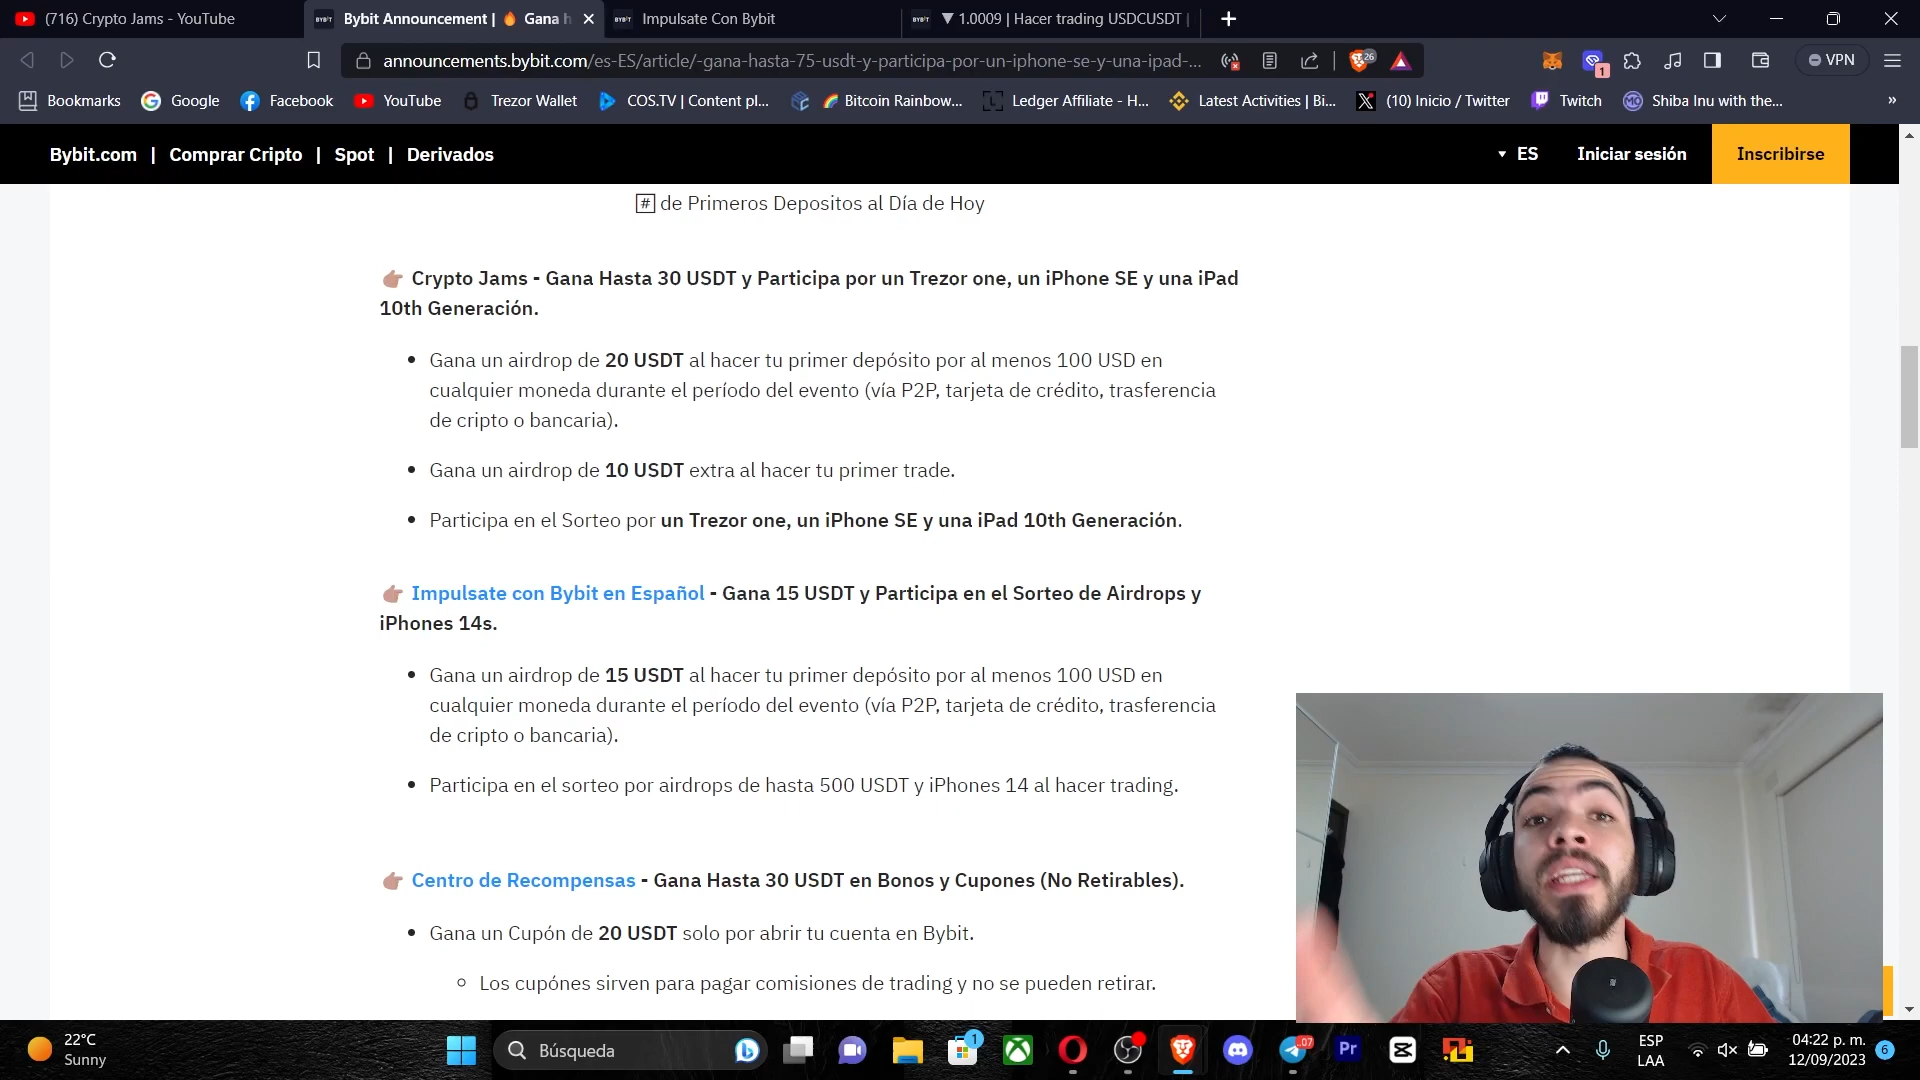 (716) Crypto Jams - YouTube
BYBIT
Bybit Announcement | 🔥 Gana h
BYBIT
Impulsate Con Bybit
BYBIT
▼ 1.0009 | Hacer trading USDCUSDT |
announcements.bybit.com/es-ES/article/-gana-hasta-75-usdt-y-participa-por-un-iphone-se-y-una-ipad-...
26
1
VPN
Bookmarks
Google
Facebook
YouTube
Trezor Wallet
COS.TV | Content pl...
Bitcoin Rainbow...
Ledger Affiliate - H...
Latest Activities | Bi...
(10) Inicio / Twitter
Twitch
Shiba Inu with the...
»
Bybit.com | Comprar Cripto | Spot | Derivados
ES
Iniciar sesión
Inscribirse
#️ de Primeros Depositos al Día de Hoy
👉🏽 Crypto Jams - Gana Hasta 30 USDT y Participa por un Trezor one, un iPhone SE y una iPad
10th Generación.
• Gana un airdrop de 20 USDT al hacer tu primer depósito por al menos 100 USD en
cualquier moneda durante el período del evento (vía P2P, tarjeta de crédito, trasferencia
de cripto o bancaria).
• Gana un airdrop de 10 USDT extra al hacer tu primer trade.
• Participa en el Sorteo por un Trezor one, un iPhone SE y una iPad 10th Generación.
👉🏽 Impulsate con Bybit en Español - Gana 15 USDT y Participa en el Sorteo de Airdrops y
iPhones 14s.
• Gana un airdrop de 15 USDT al hacer tu primer depósito por al menos 100 USD en
cualquier moneda durante el período del evento (vía P2P, tarjeta de crédito, trasferencia
de cripto o bancaria).
• Participa en el sorteo por airdrops de hasta 500 USDT y iPhones 14 al hacer trading.
👉🏽 Centro de Recompensas - Gana Hasta 30 USDT en Bonos y Cupones (No Retirables).
• Gana un Cupón de 20 USDT solo por abrir tu cuenta en Bybit.
○ Los cupónes sirven para pagar comisiones de trading y no se pueden retirar.
22°C
Sunny
Búsqueda
1
Pr
ESP
LAA
04:22 p. m.
12/09/2023
6